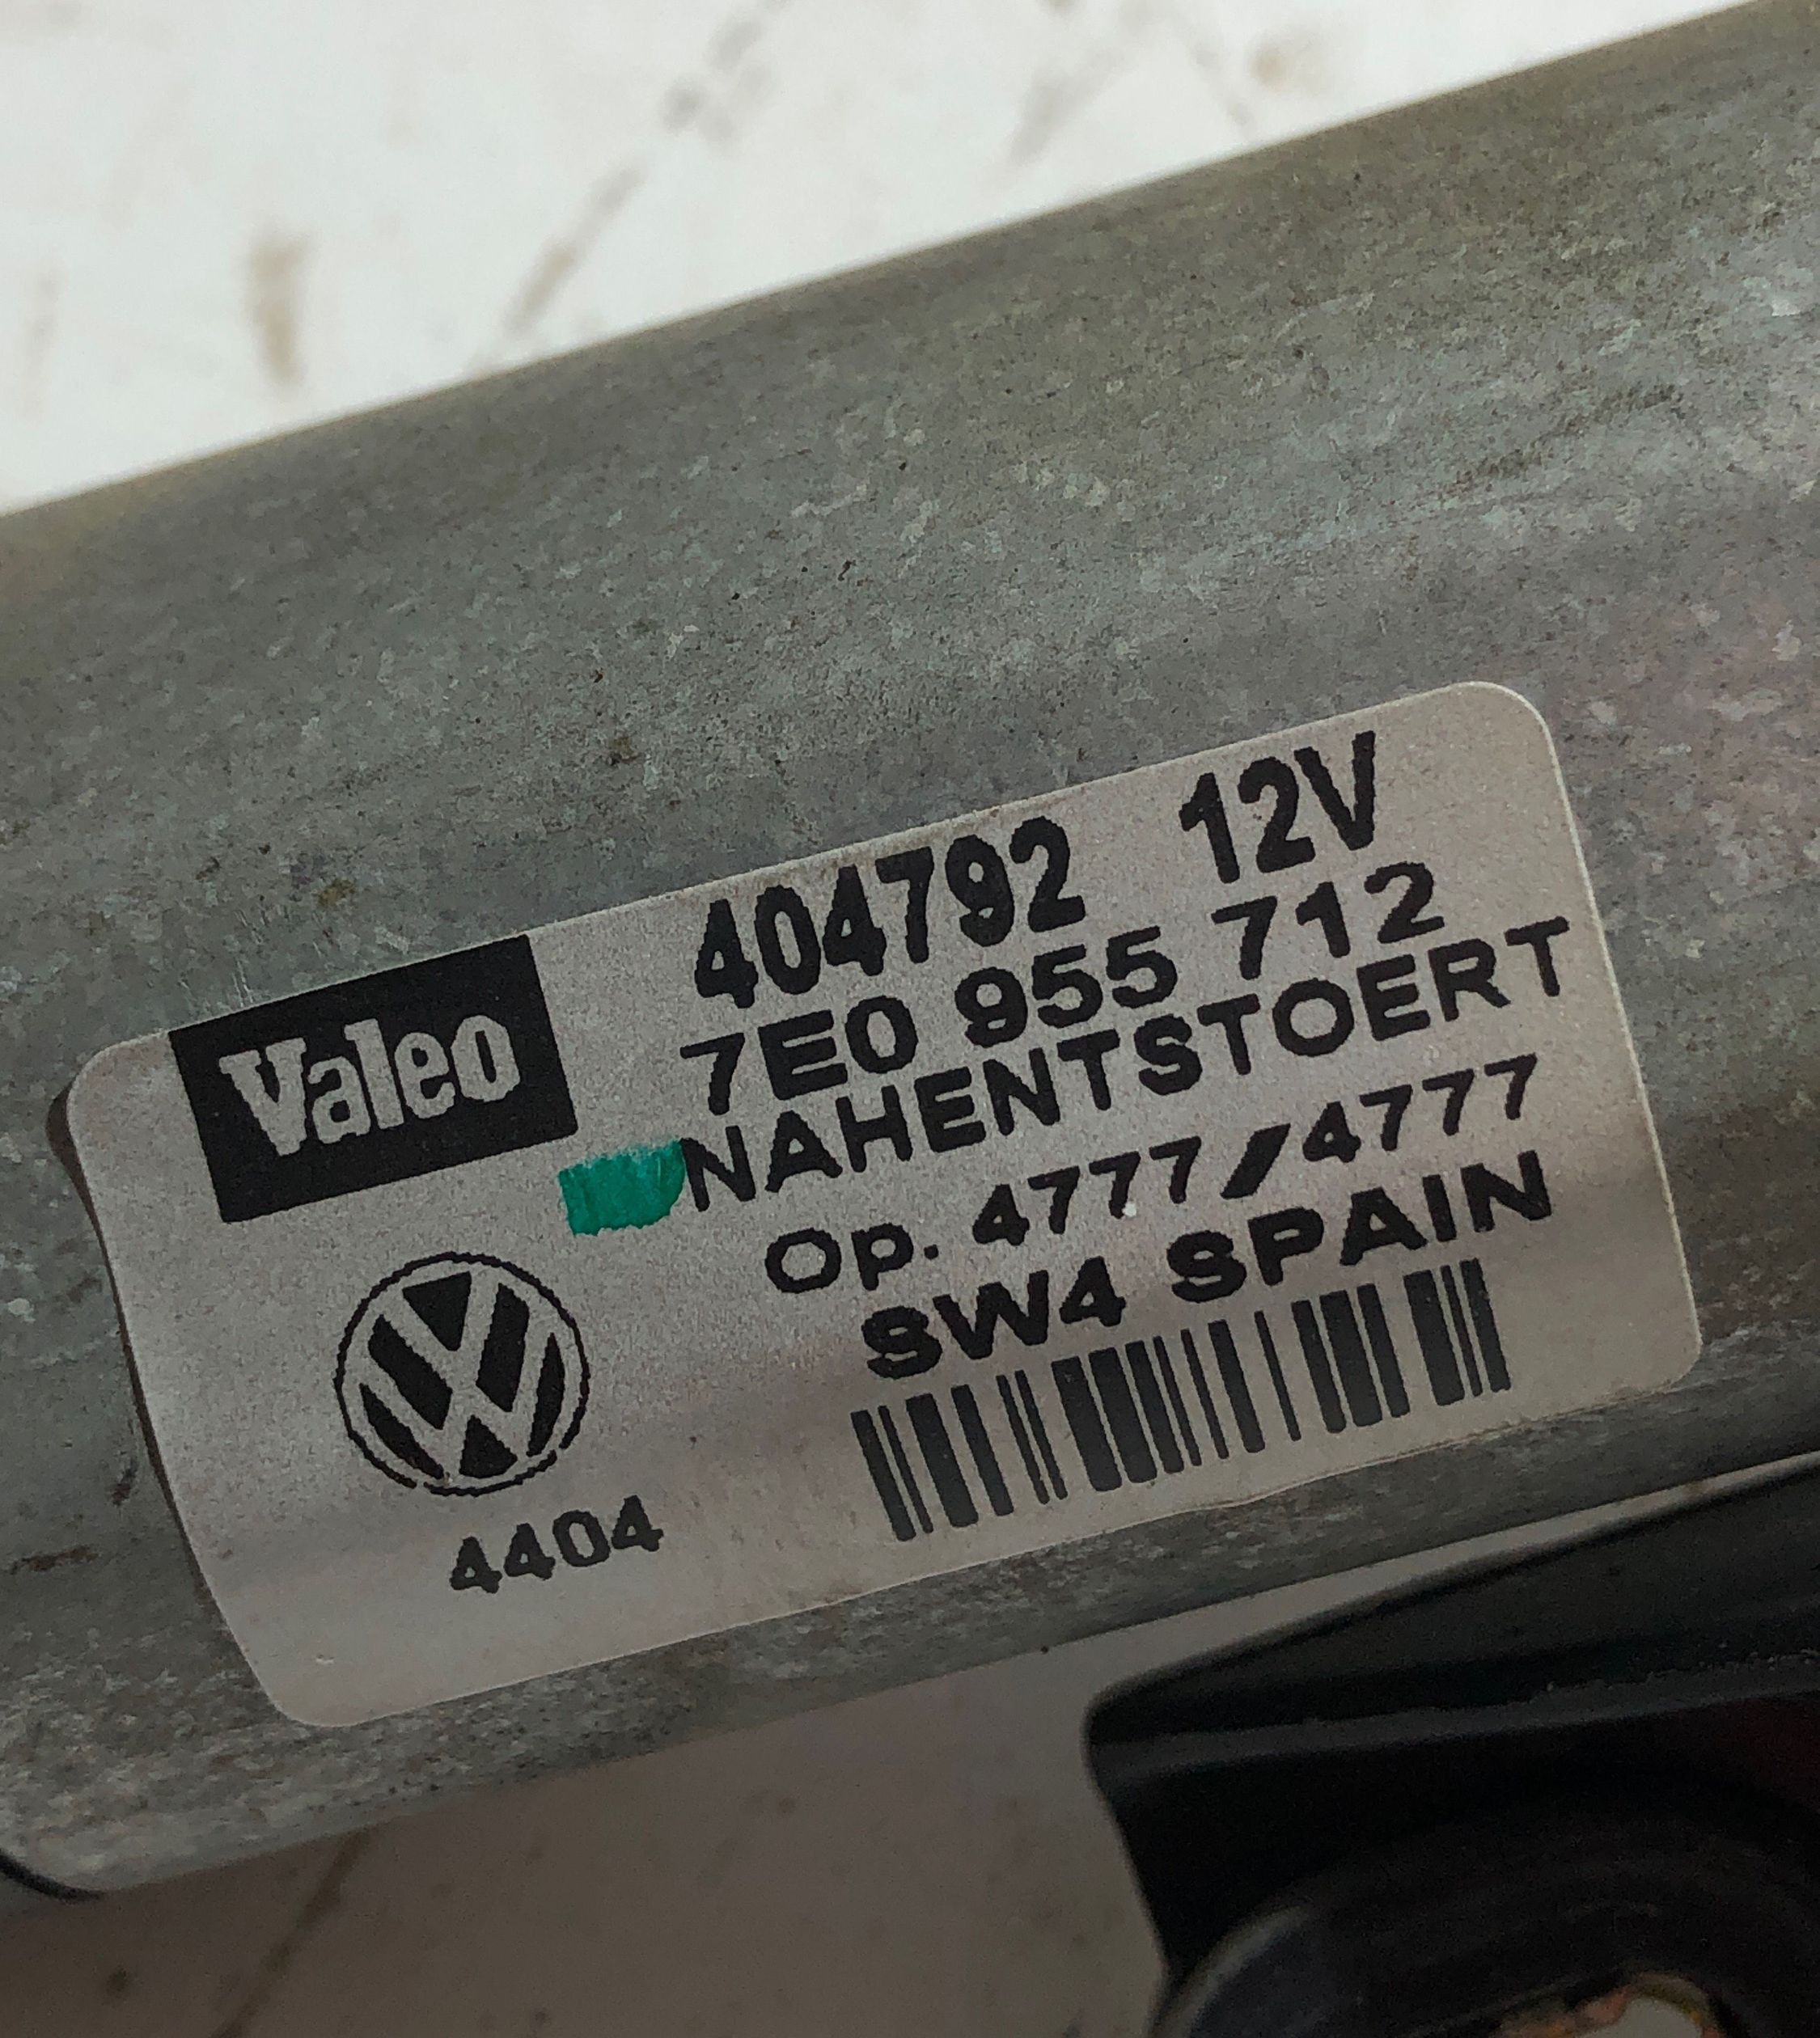 Valeo
404792 12V
7E0 955 712
NAHENTSTOERT
Op. 4777/4777
SW4 SPAIN
4404